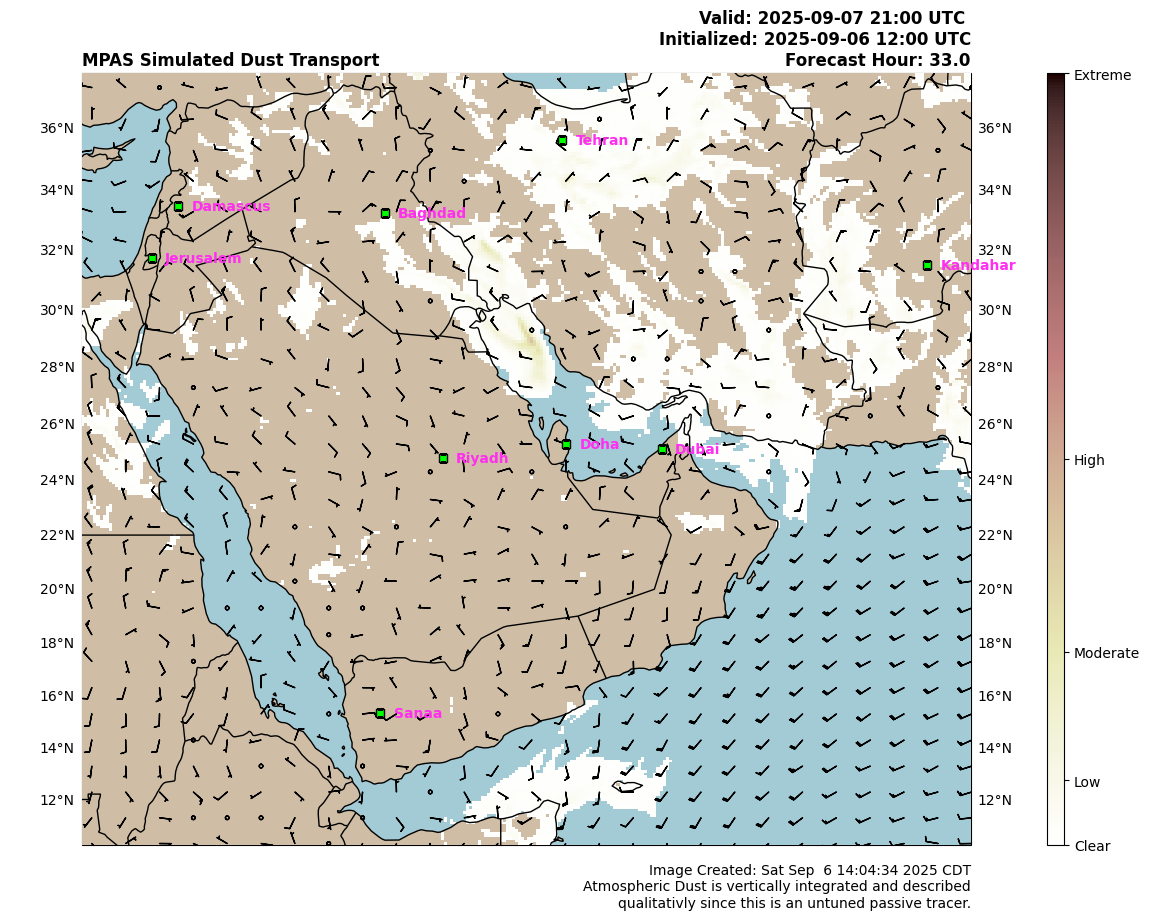 Valid: 2025-09-07 21:00 UTC
Initialized: 2025-09-06 12:00 UTC
MPAS Simulated Dust Transport Forecast Hour: 33.0
Extreme
36°N Tehran 36°N
34°N Damascus Baghdad 34°N
32°N Jerusalem 32°N
Kandahar
30°N 30°N
28°N 28°N
26°N 26°N
Doha Dubai
Riyadh High
24°N 24°N
22°N 22°N
20°N 20°N
18°N 18°N
Moderate
16°N 16°N
Sanaa
14°N 14°N
Low
12°N 12°N
Clear
Image Created: Sat Sep  6 14:04:34 2025 CDT
Atmospheric Dust is vertically integrated and described
qualitativly since this is an untuned passive tracer.